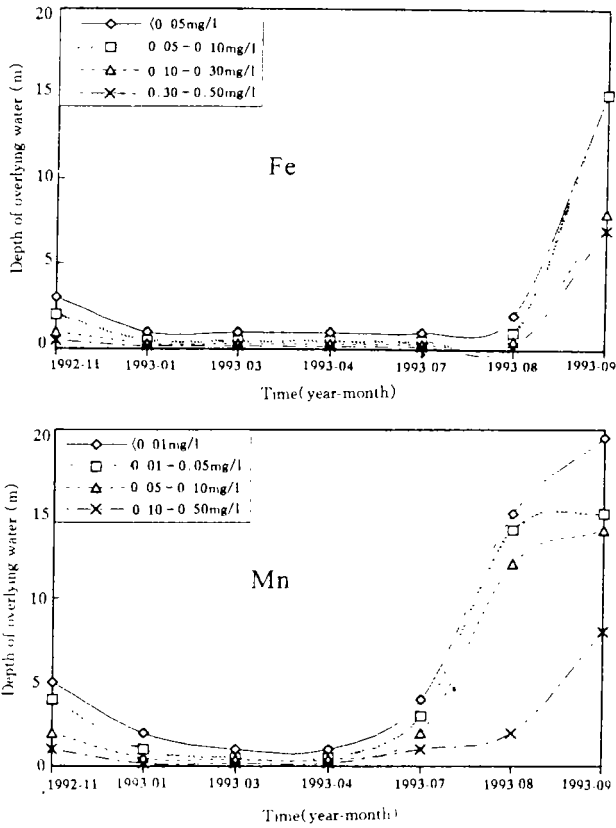 20
15
10
5
0
Depth of overlying water (m)
⟨0 05mg/l
0 05-0 10mg/l
0 10-0 30mg/l
0.30-0.50mg/l
Fe
1992-11
1993-01
1993-03
1993-04
1993-07
1993-08
1993-09
Time(year-month)
20
15
10
5
0
Depth of overlying water (m)
⟨0 01mg/l
0 01-0.05mg/l
0 05-0 10mg/l
0 10-0 50mg/l
Mn
1992-11
1993-01
1993 03
1993-04
1993-07
1993 08
1993-09
Time(year-month)